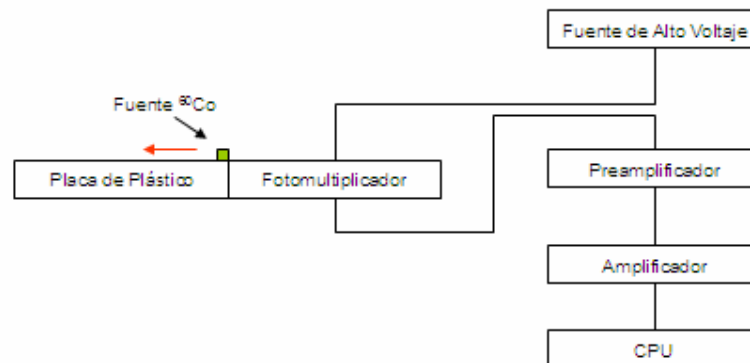 Fuente de Alto Voltaje
Fuente ⁶⁰Co
Placa de Plástico
Fotomultiplicador
Preamplificador
Amplificador
CPU